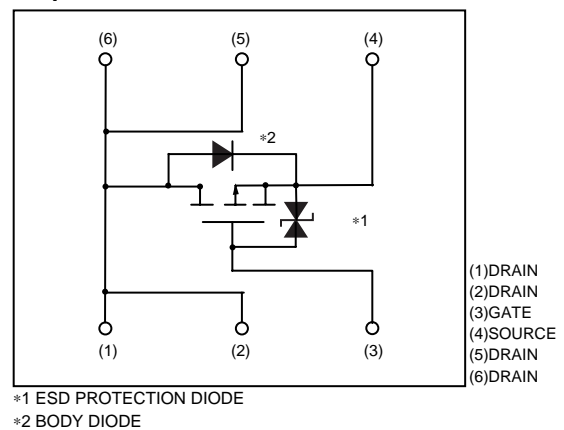 (6) (5) (4)
∗2
∗1
(1) (2) (3)
(1)DRAIN
(2)DRAIN
(3)GATE
(4)SOURCE
(5)DRAIN
(6)DRAIN
∗1 ESD PROTECTION DIODE
∗2 BODY DIODE